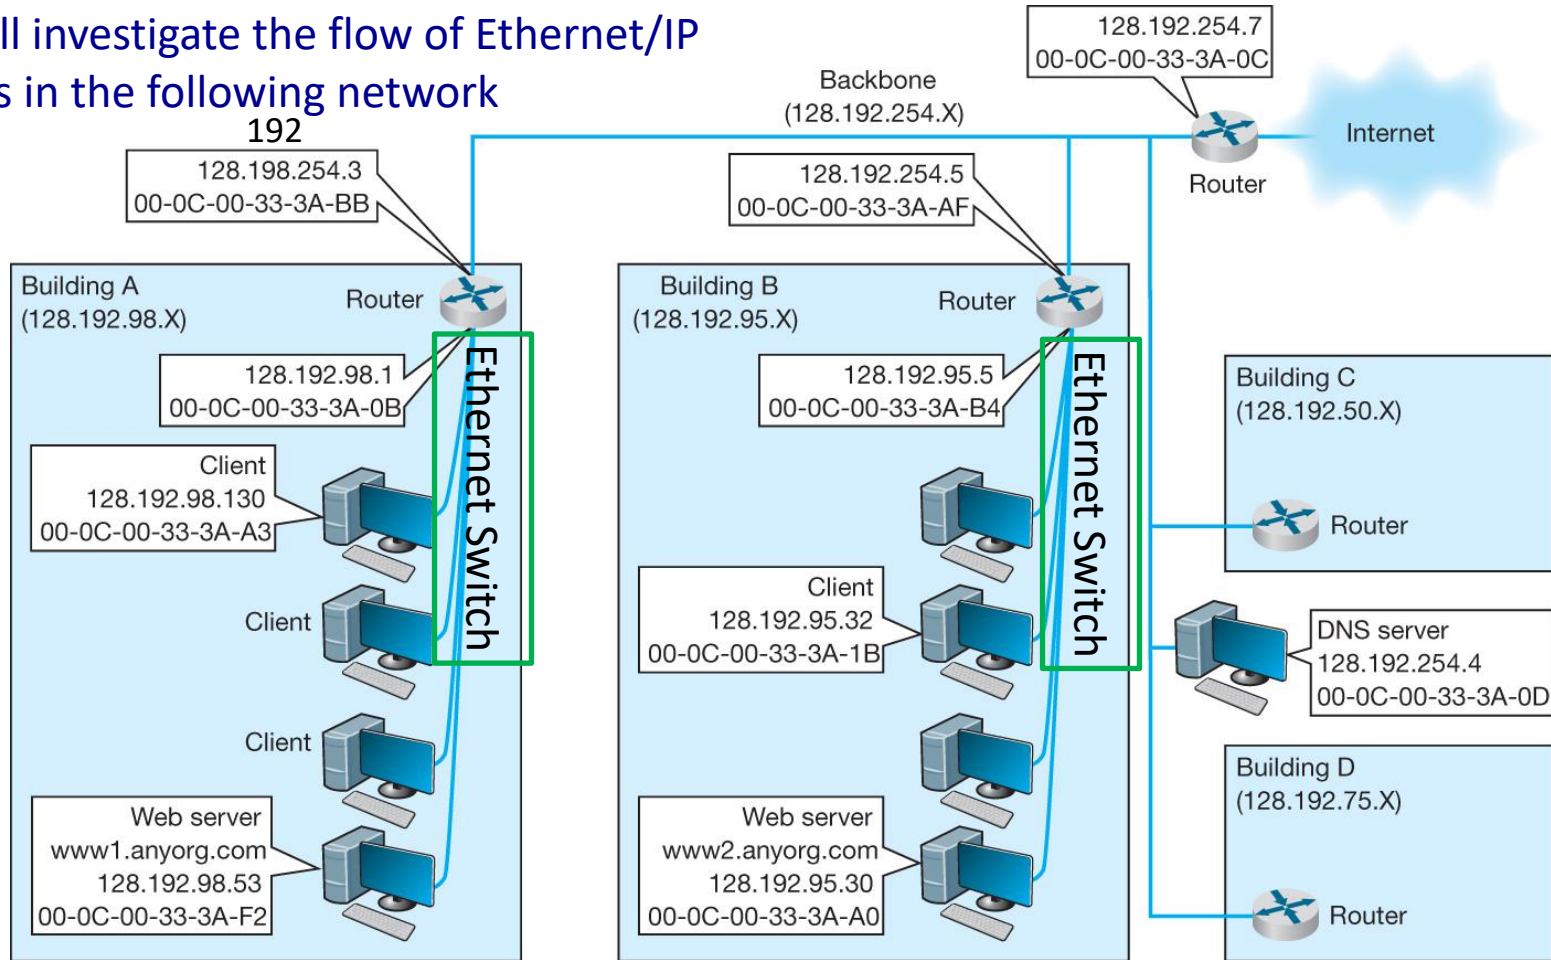 ll investigate the flow of Ethernet/IP
s in the following network
192
128.198.254.3
00-0C-00-33-3A-BB
Backbone
(128.192.254.X)
128.192.254.5
00-0C-00-33-3A-AF
128.192.254.7
00-0C-00-33-3A-0C
Router
Internet
Building A
(128.192.98.X)
Router
128.192.98.1
00-0C-00-33-3A-0B
Ethernet Switch
Client
128.192.98.130
00-0C-00-33-3A-A3
Client
Client
Web server
www1.anyorg.com
128.192.98.53
00-0C-00-33-3A-F2
Building B
(128.192.95.X)
Router
128.192.95.5
00-0C-00-33-3A-B4
Ethernet Switch
Client
128.192.95.32
00-0C-00-33-3A-1B
Web server
www2.anyorg.com
128.192.95.30
00-0C-00-33-3A-A0
Building C
(128.192.50.X)
Router
DNS server
128.192.254.4
00-0C-00-33-3A-0D
Building D
(128.192.75.X)
Router